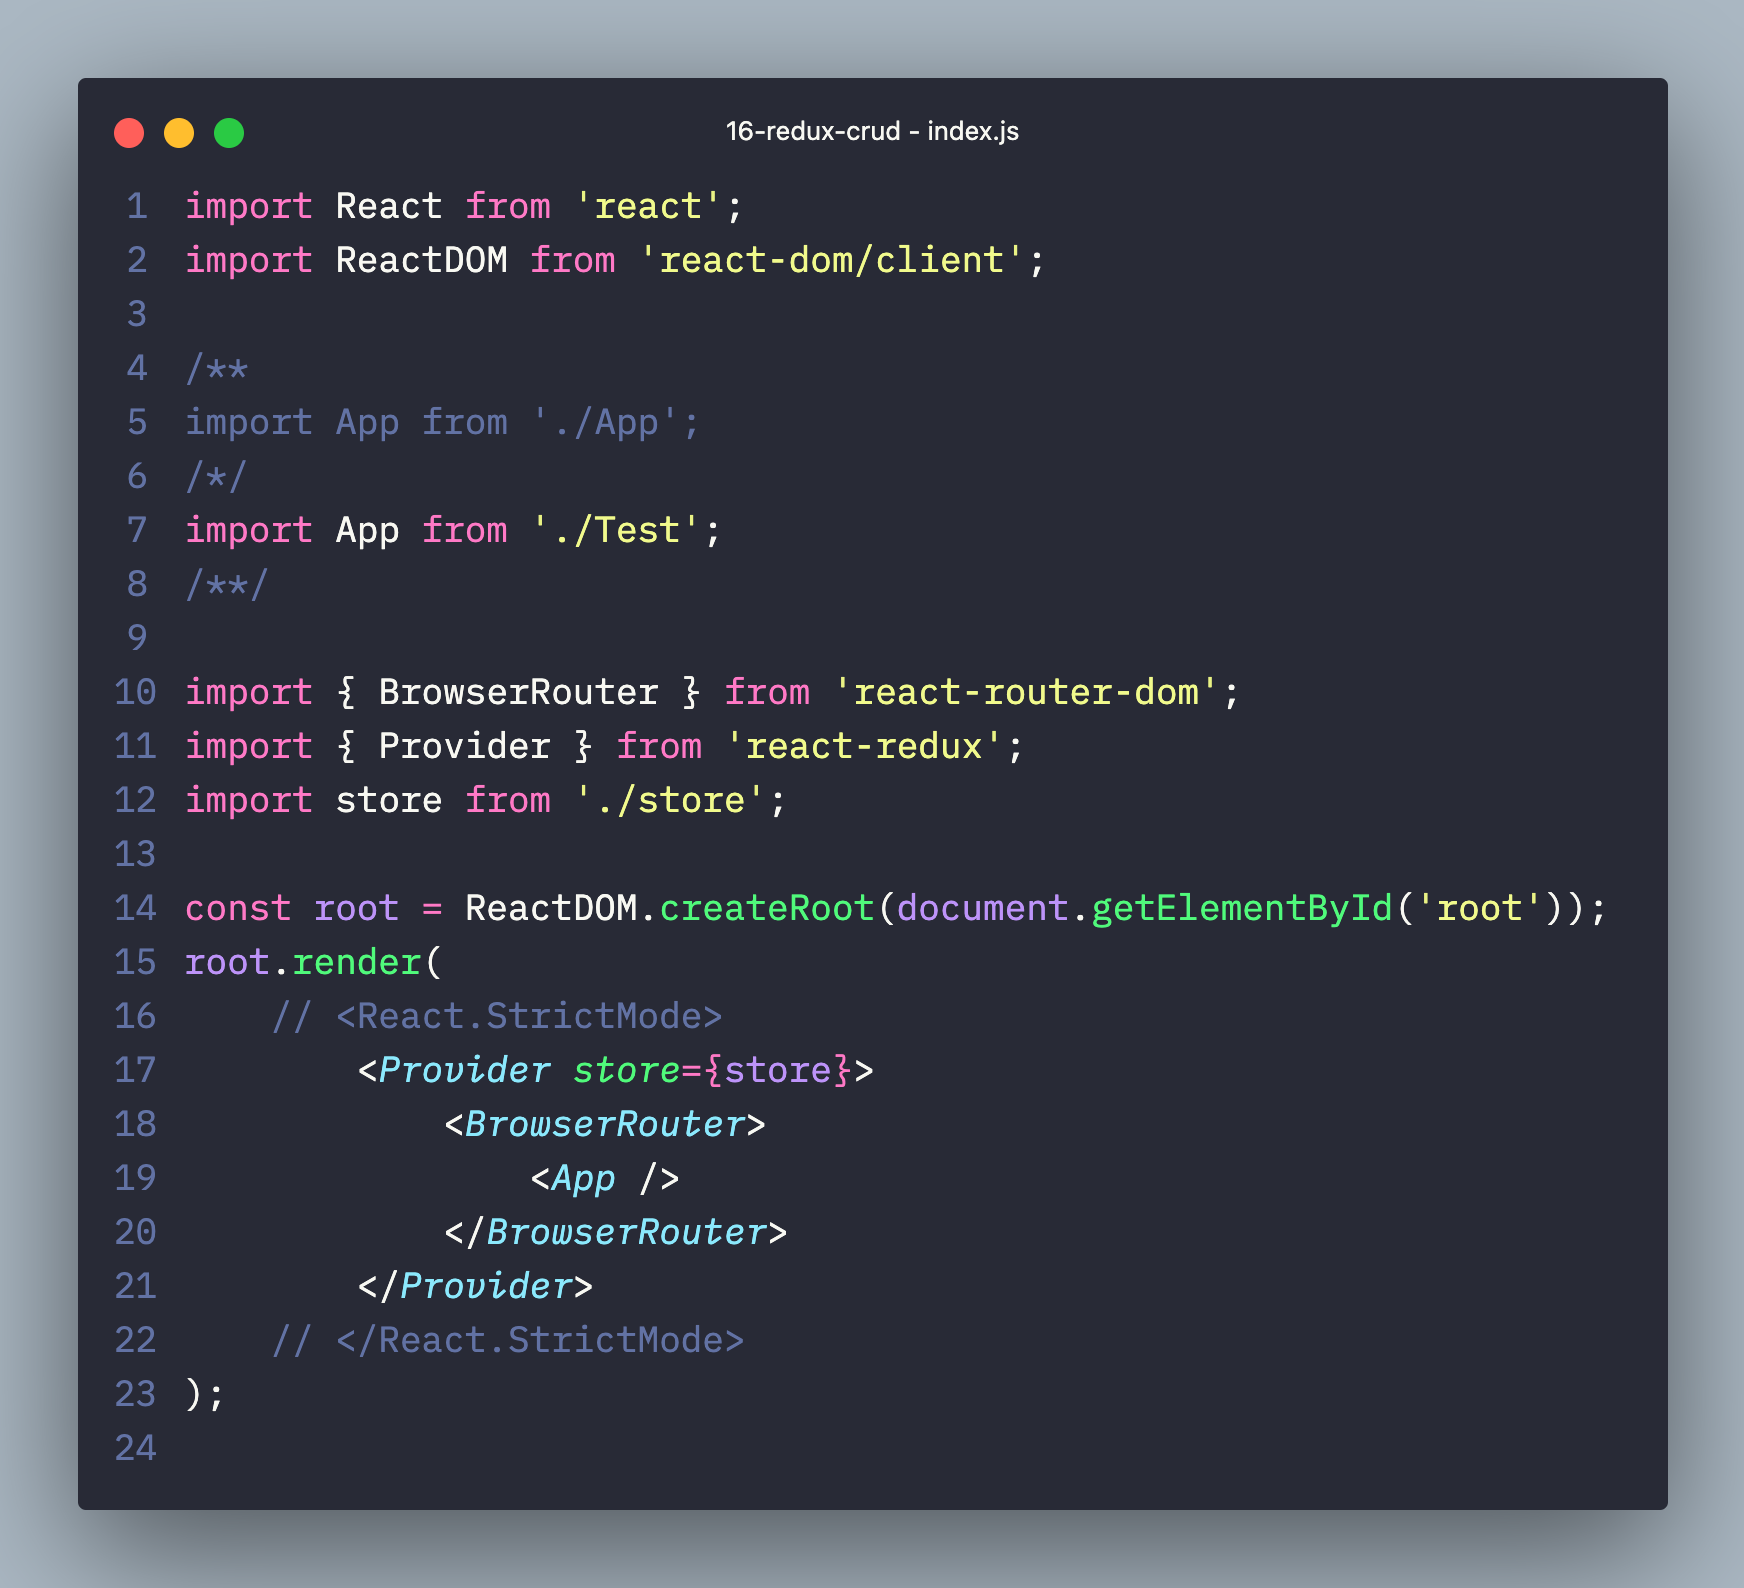 16-redux-crud - index.js
1 import React from 'react';
2 import ReactDOM from 'react-dom/client';
3
4 /**
5 import App from './App';
6 /*/
7 import App from './Test';
8 /**/
9
10 import { BrowserRouter } from 'react-router-dom';
11 import { Provider } from 'react-redux';
12 import store from './store';
13
14 const root = ReactDOM.createRoot(document.getElementById('root'));
15 root.render(
16     // <React.StrictMode>
17         <Provider store={store}>
18             <BrowserRouter>
19                 <App />
20             </BrowserRouter>
21         </Provider>
22     // </React.StrictMode>
23 );
24